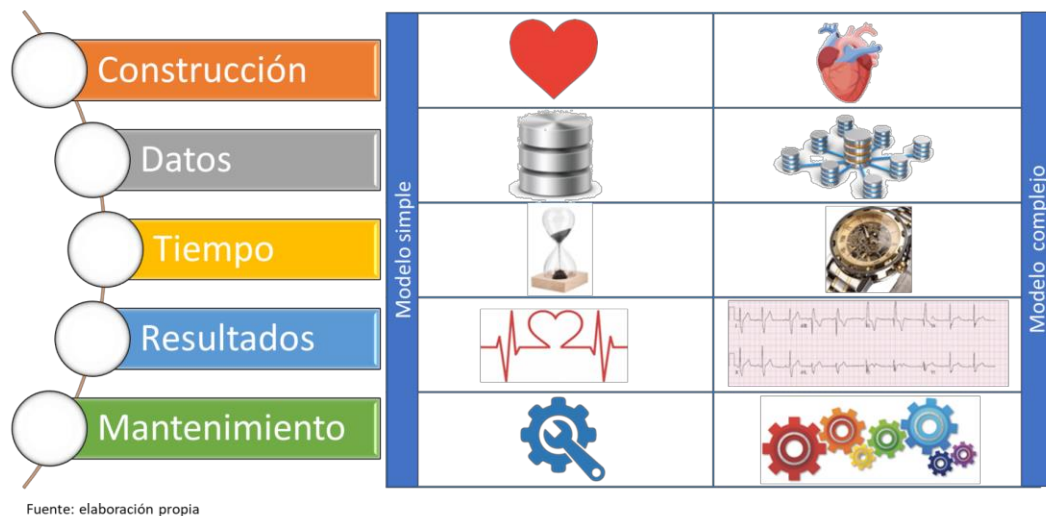 Construcción
Datos
Tiempo
Resultados
Mantenimiento
Modelo simple
Modelo complejo
Fuente: elaboración propia